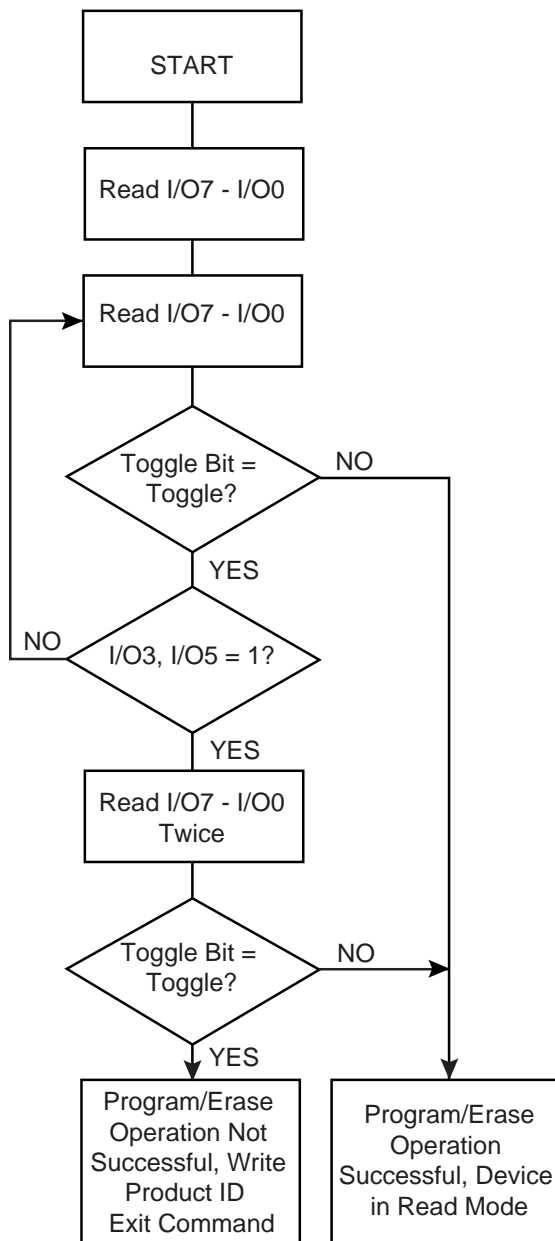 START
Read I/O7 - I/O0
Read I/O7 - I/O0
Toggle Bit =
Toggle?
NO
YES
NO
I/O3, I/O5 = 1?
YES
Read I/O7 - I/O0
Twice
Toggle Bit =
Toggle?
NO
YES
Program/Erase
Operation Not
Successful, Write
Product ID
Exit Command
Program/Erase
Operation
Successful, Device
in Read Mode